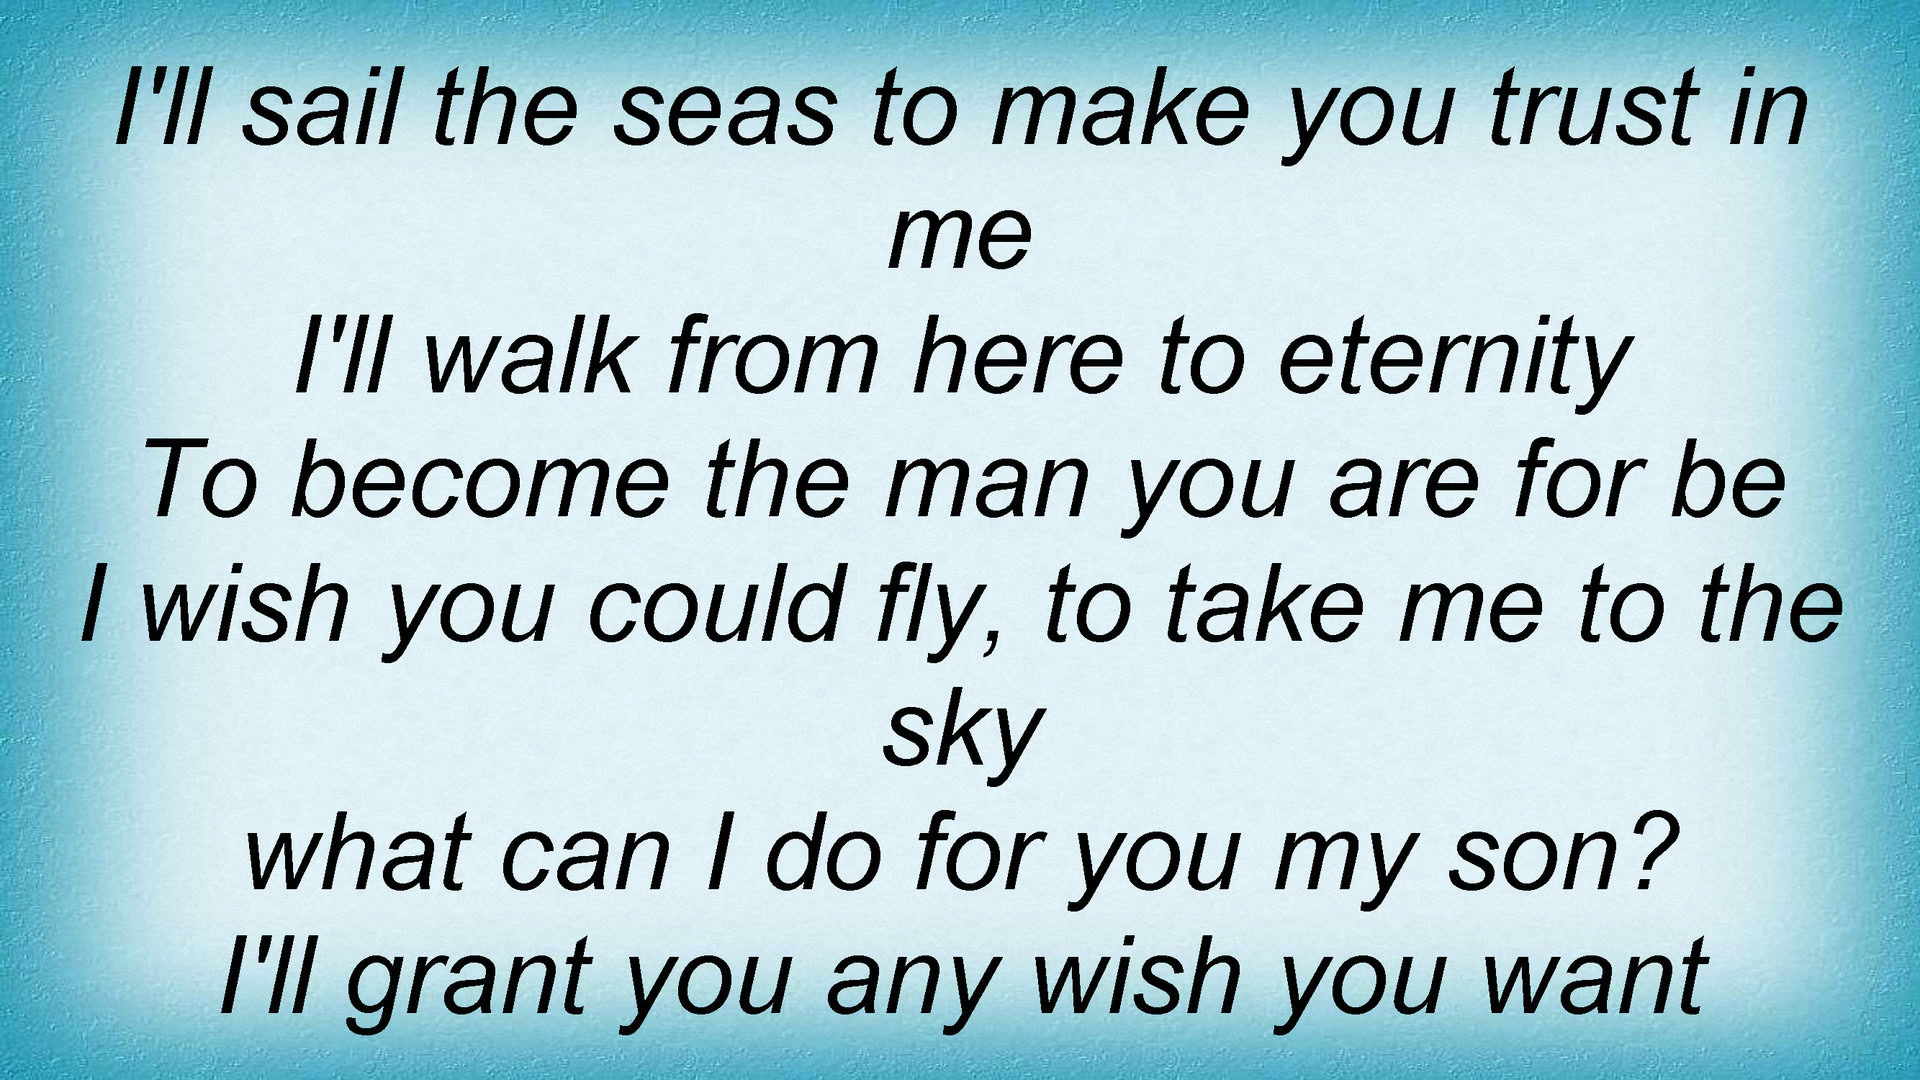 I'll sail the seas to make you trust in
me
I'll walk from here to eternity
To become the man you are for be
I wish you could fly, to take me to the
sky
what can I do for you my son?
I'll grant you any wish you want